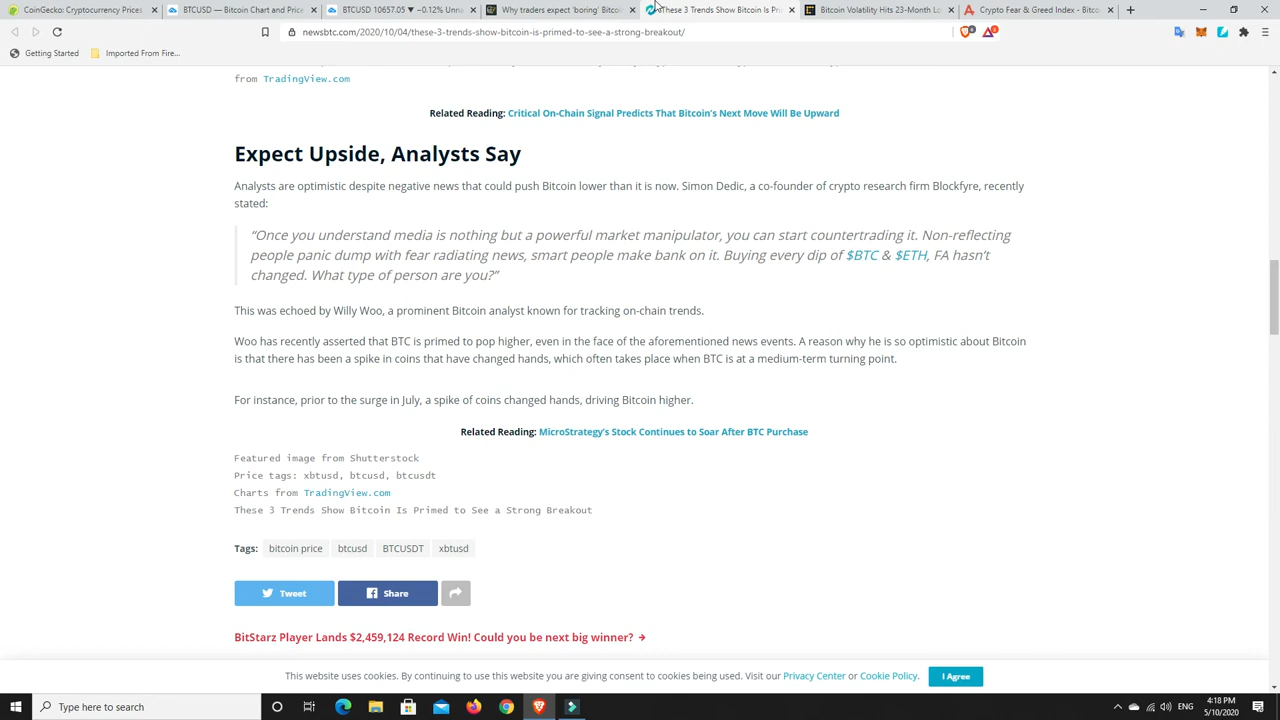 CoinGecko: Cryptocurrency Prices
BTCUSD — Bitcoin Chart and Price
BTCUSD 10657.05 ▼ −0.12% Unna
Why traders expect 'boring' Bitcoin
These 3 Trends Show Bitcoin Is Pri
Bitcoin Volatility Hits 23-Month Lo
Crypto Fear & Greed Index - Bitco
newsbtc.com/2020/10/04/these-3-trends-show-bitcoin-is-primed-to-see-a-strong-breakout/
Getting Started
Imported From Fire...
from TradingView.com
Related Reading: Critical On-Chain Signal Predicts That Bitcoin's Next Move Will Be Upward
Expect Upside, Analysts Say
Analysts are optimistic despite negative news that could push Bitcoin lower than it is now. Simon Dedic, a co-founder of crypto research firm Blockfyre, recently
stated:
"Once you understand media is nothing but a powerful market manipulator, you can start countertrading it. Non-reflecting
people panic dump with fear radiating news, smart people make bank on it. Buying every dip of $BTC & $ETH, FA hasn't
changed. What type of person are you?"
This was echoed by Willy Woo, a prominent Bitcoin analyst known for tracking on-chain trends.
Woo has recently asserted that BTC is primed to pop higher, even in the face of the aforementioned news events. A reason why he is so optimistic about Bitcoin
is that there has been a spike in coins that have changed hands, which often takes place when BTC is at a medium-term turning point.
For instance, prior to the surge in July, a spike of coins changed hands, driving Bitcoin higher.
Related Reading: MicroStrategy's Stock Continues to Soar After BTC Purchase
Featured image from Shutterstock
Price tags: xbtusd, btcusd, btcusdt
Charts from TradingView.com
These 3 Trends Show Bitcoin Is Primed to See a Strong Breakout
Tags: bitcoin price btcusd BTCUSDT xbtusd
Tweet
Share
BitStarz Player Lands $2,459,124 Record Win! Could you be next big winner? →
This website uses cookies. By continuing to use this website you are giving consent to cookies being used. Visit our Privacy Center or Cookie Policy.
I Agree
Type here to search
ENG
4:18 PM
5/10/2020